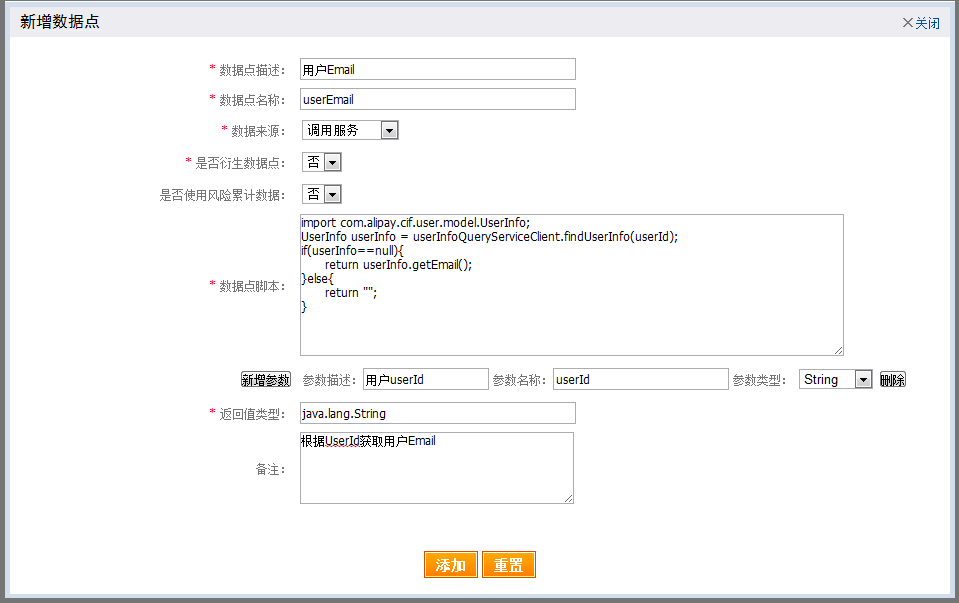 新增数据点
×关闭
* 数据点描述： 用户Email
* 数据点名称： userEmail
* 数据来源： 调用服务
* 是否衍生数据点： 否
是否使用风险累计数据： 否
* 数据点脚本：
import com.alipay.cif.user.model.UserInfo;
UserInfo userInfo = userInfoQueryServiceClient.findUserInfo(userId);
if(userInfo==null){
return userInfo.getEmail();
}else{
return "";
}
新增参数 参数描述： 用户userId 参数名称： userId 参数类型： String 删除
* 返回值类型： java.lang.String
备注： 根据UserId获取用户Email
添加 重置